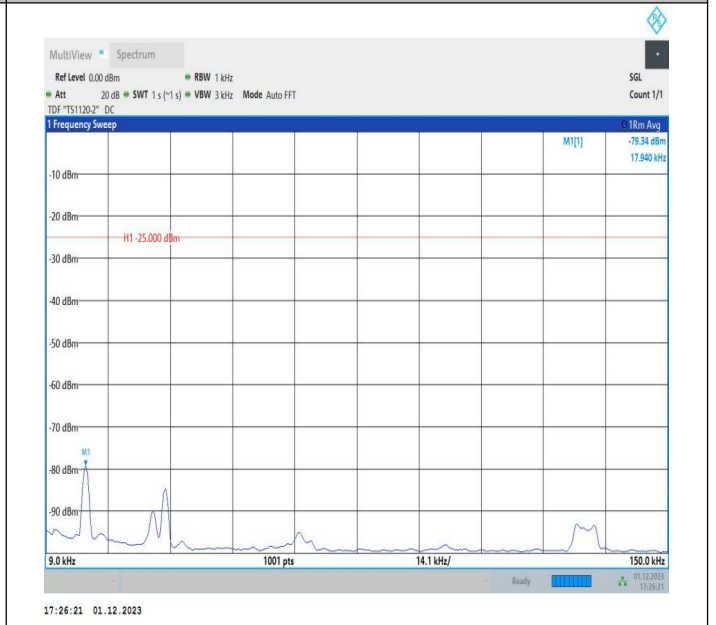 MultiView Spectrum
Ref Level 0.00 dBm RBW 1 kHz SGL
Att 20 dB SWT 1 s (~1 s) VBW 3 kHz Mode Auto FFT Count 1/1
TDF "TS1120-2" DC
1 Frequency Sweep 1Rm Avg
M1[1] -79.34 dBm
17.940 kHz
-10 dBm
-20 dBm
H1 -25.000 dBm
-30 dBm
-40 dBm
-50 dBm
-60 dBm
-70 dBm
M1
-80 dBm
-90 dBm
9.0 kHz 1001 pts 14.1 kHz/ 150.0 kHz
Ready 01.12.2023
17:26:21
17:26:21 01.12.2023